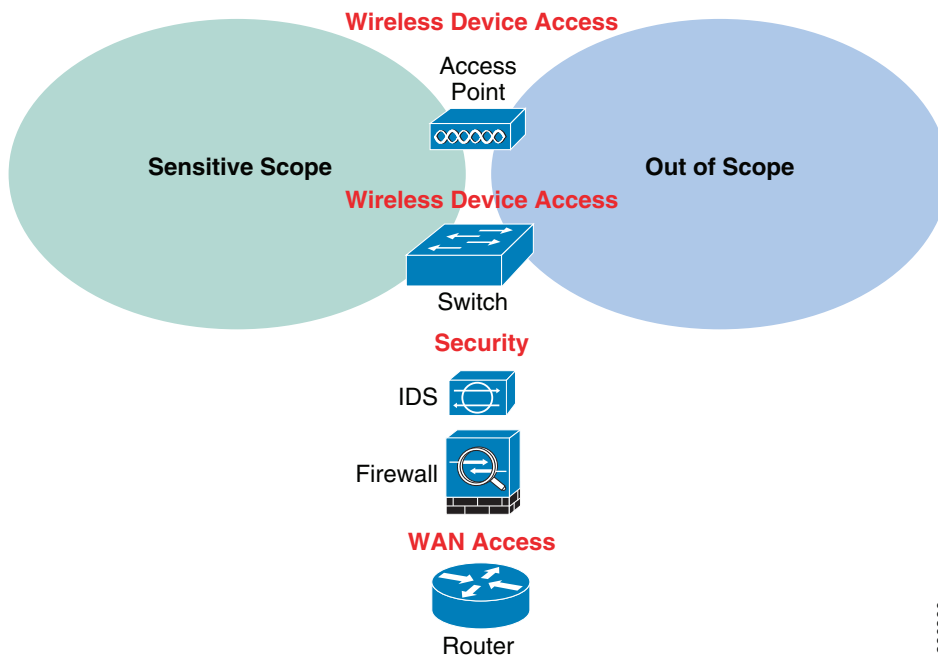 Wireless Device Access
Access
Point
Sensitive Scope
Out of Scope
Wireless Device Access
Switch
Security
IDS
Firewall
WAN Access
Router